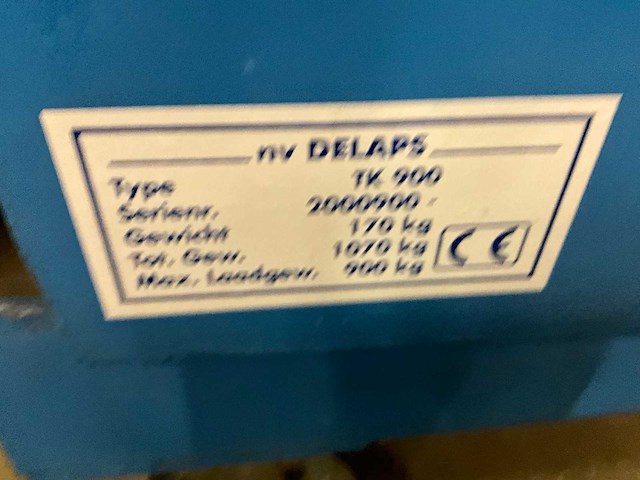 nv DELAPS
Type TK 900
Serienr. 2000900 -
Gewicht 170 kg
Tot. Gew. 1070 kg
Max. Laadgew. 900 kg
CE